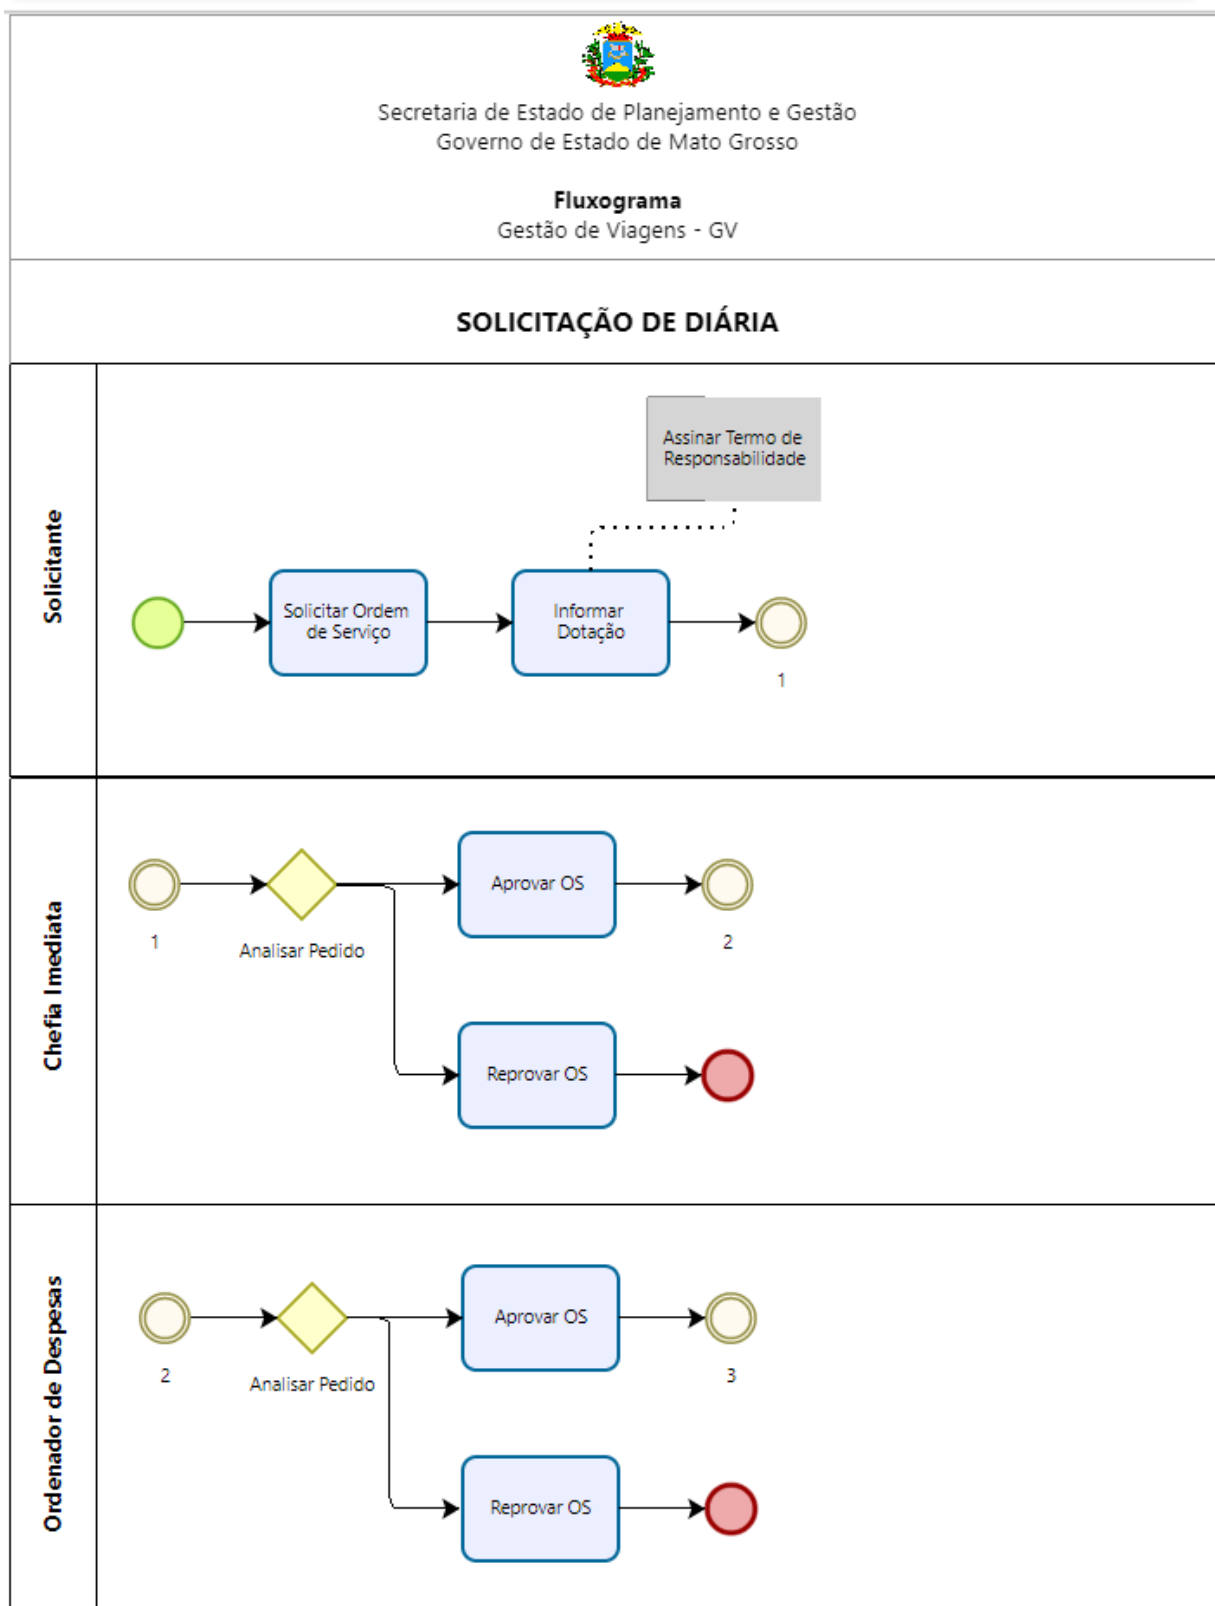 Secretaria de Estado de Planejamento e Gestão
Governo de Estado de Mato Grosso
Fluxograma
Gestão de Viagens - GV
SOLICITAÇÃO DE DIÁRIA
Solicitante
Assinar Termo de
Responsabilidade
Solicitar Ordem
de Serviço
Informar
Dotação
1
Chefia Imediata
1
Analisar Pedido
Aprovar OS
2
Reprovar OS
Ordenador de Despesas
2
Analisar Pedido
Aprovar OS
3
Reprovar OS